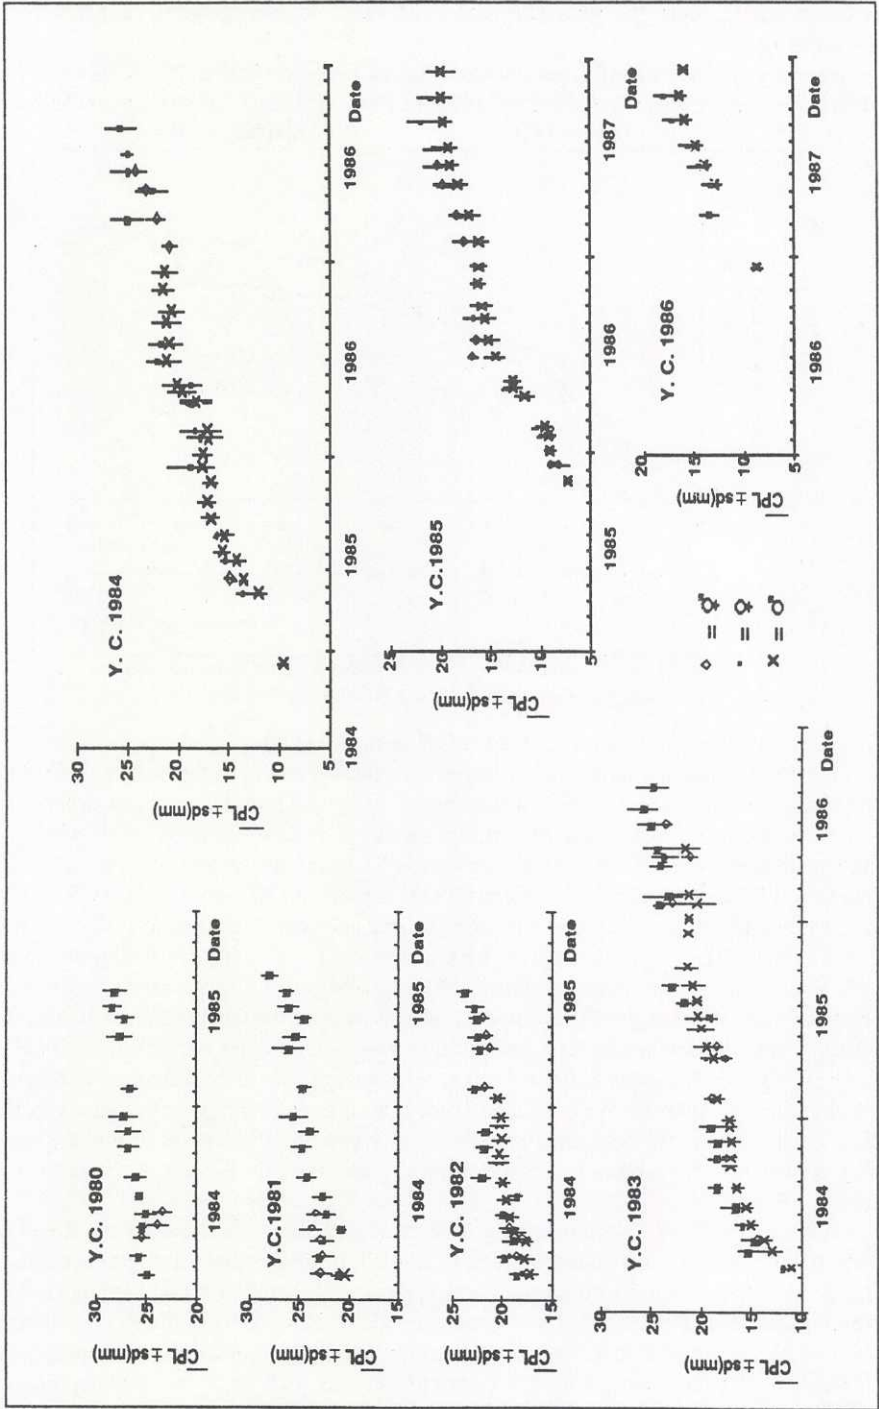 Y.C. 1980
CPL ± sd(mm)
30
25
20
1984
1985
Date
Y.C.1981
CPL ± sd(mm)
30
25
20
15
1984
1985
Date
Y.C. 1982
CPL ± sd(mm)
25
20
15
1984
1985
Date
Y.C. 1983
CPL ± sd(mm)
30
25
20
15
10
1984
1985
1986
Date
Y. C. 1984
CPL ± sd(mm)
30
25
20
15
10
5
1984
1985
1986
1986
Date
Y.C.1985
CPL ± sd(mm)
25
20
15
10
5
1985
1986
1987
Date
Y. C. 1986
CPL ± sd(mm)
20
15
10
5
1986
1987
Date
◇ = ⚥
▪ = ♀
x = ♂